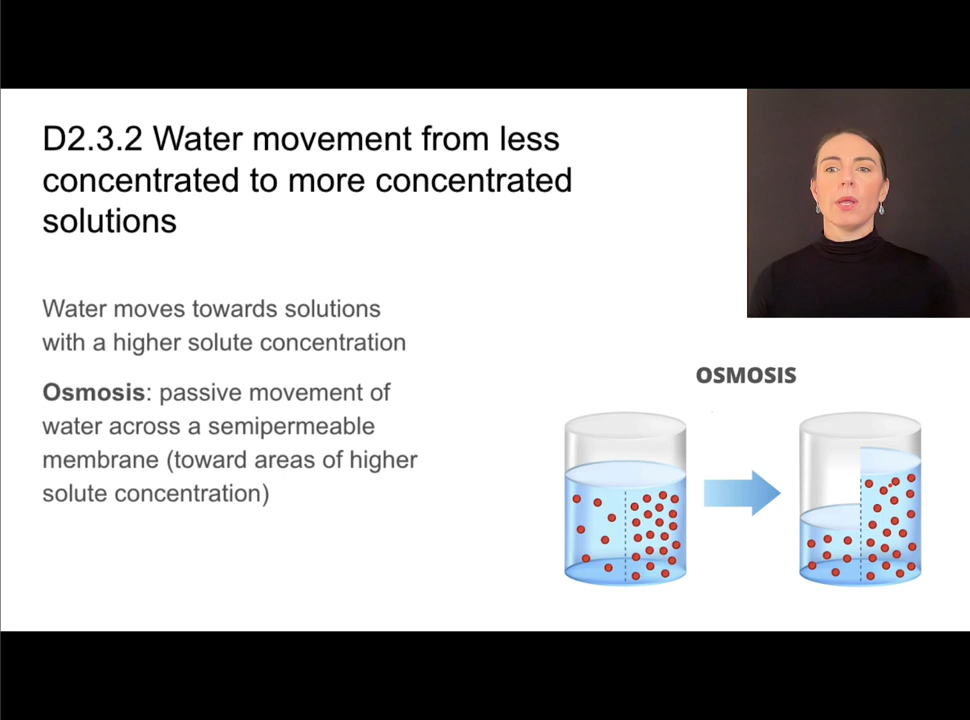 D2.3.2 Water movement from less
concentrated to more concentrated
solutions
Water moves towards solutions
with a higher solute concentration
Osmosis: passive movement of
water across a semipermeable
membrane (toward areas of higher
solute concentration)
OSMOSIS